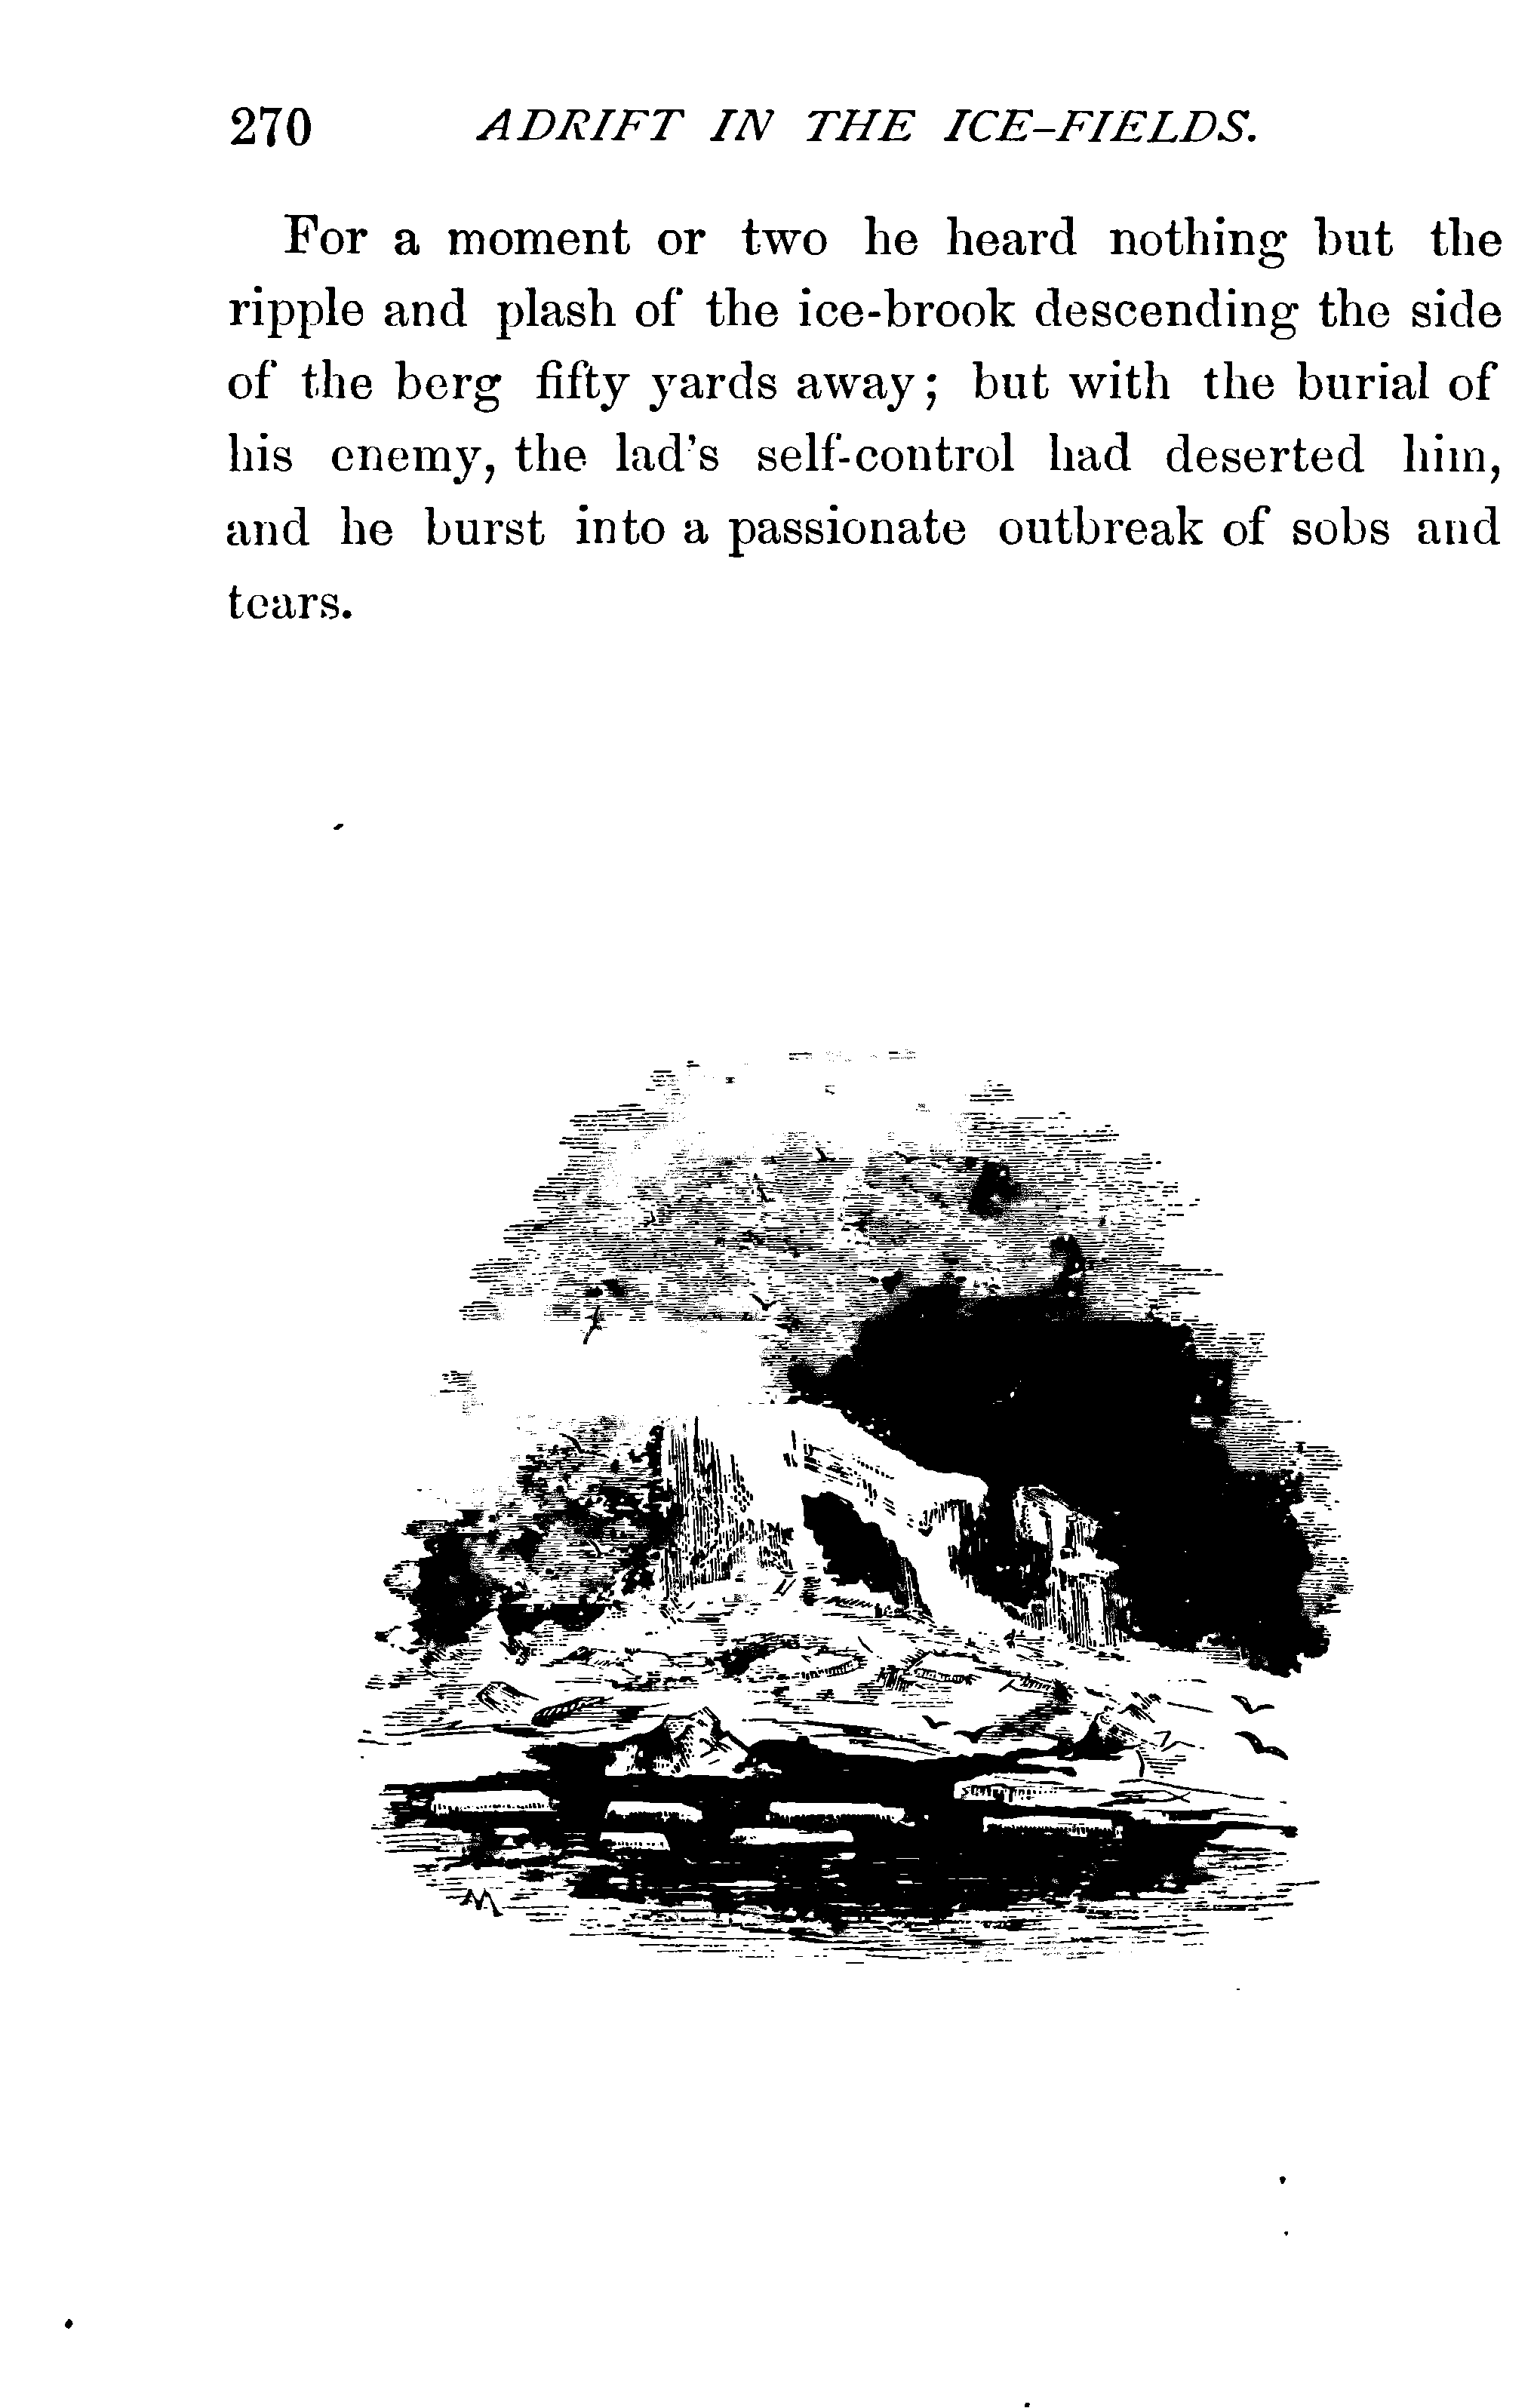 270 ADRIFT IN THE ICE-FIELDS.
For a moment or two he heard nothing but the
ripple and plash of the ice-brook descending the side
of the berg fifty yards away; but with the burial of
his enemy, the lad's self-control had deserted him,
and he burst into a passionate outbreak of sobs and
tears.
M